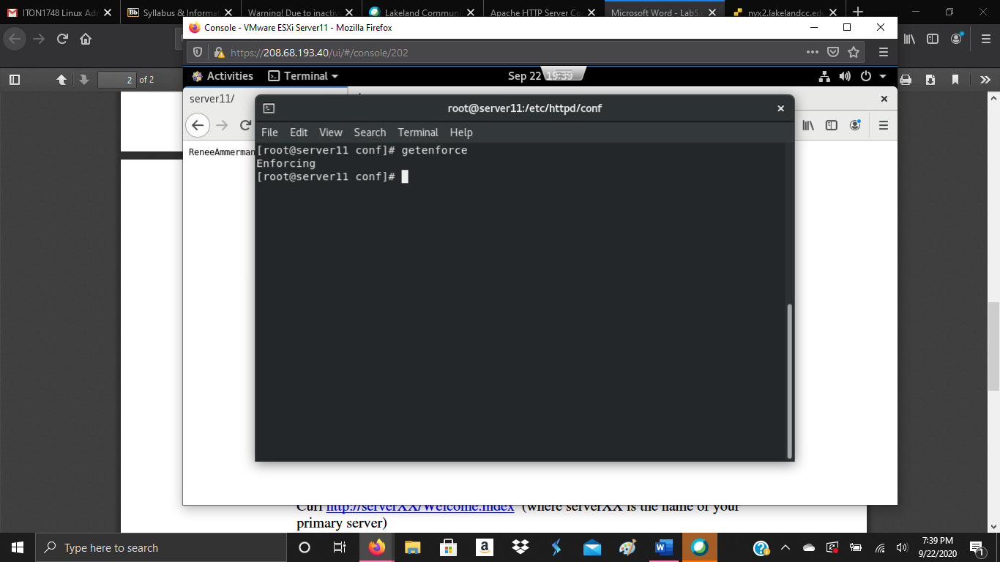 ITON1748 Linux Adr
Bb Syllabus & Informat
Warning! Due to inactiv
Lakeland Communi
Apache HTTP Server Co
Microsoft Word - Lab5.c
nyx2.lakelandcc.edu
Console - VMware ESXi Server11 - Mozilla Firefox
https://208.68.193.40/ui/#/console/202
2 of 2
Activities Terminal Sep 22 19:39
server11/
root@server11:/etc/httpd/conf
File Edit View Search Terminal Help
ReneeAmmerman
[root@server11 conf]# getenforce
Enforcing
[root@server11 conf]#
Curl http://serverXX/Welcome.index (where serverXX is the name of your
primary server)
Type here to search
7:39 PM
9/22/2020
1